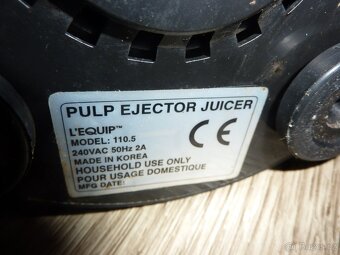 PULP EJECTOR JUICER
L'EQUIP™
MODEL: 110.5
240VAC 50Hz 2A
MADE IN KOREA
HOUSEHOLD USE ONLY
POUR USAGE DOMESTIQUE
MFG DATE:
CE